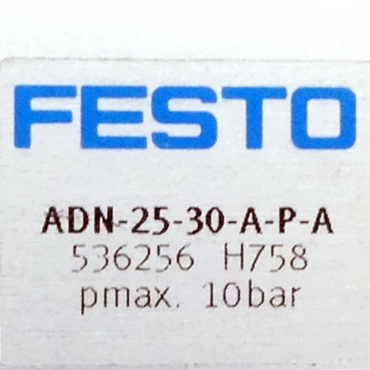 FESTO
ADN-25-30-A-P-A
536256 H758
pmax. 10bar